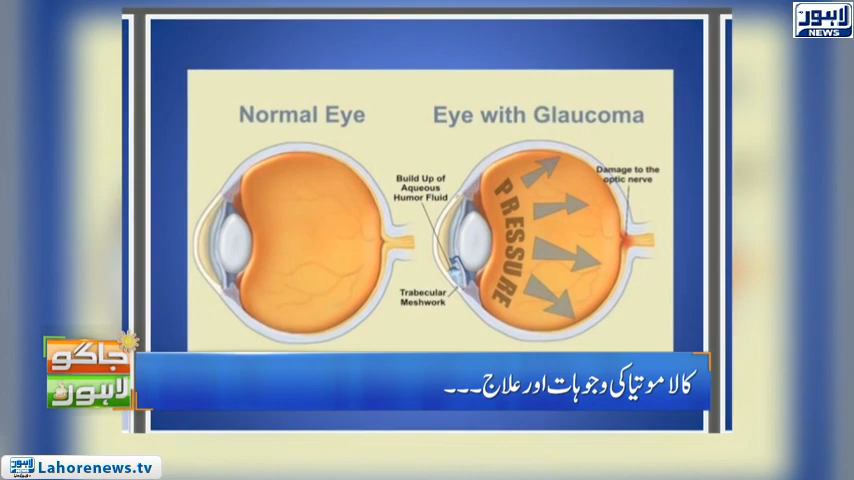 لاہور
NEWS
Normal Eye
Eye with Glaucoma
Build Up of
Aqueous
Humor Fluid
Damage to the
optic nerve
PRESSURE
Trabecular
Meshwork
جاگو
لاہور
کالا موتیا کی وجوہات اور علاج ۔۔۔
لاہور
Lahorenews.tv